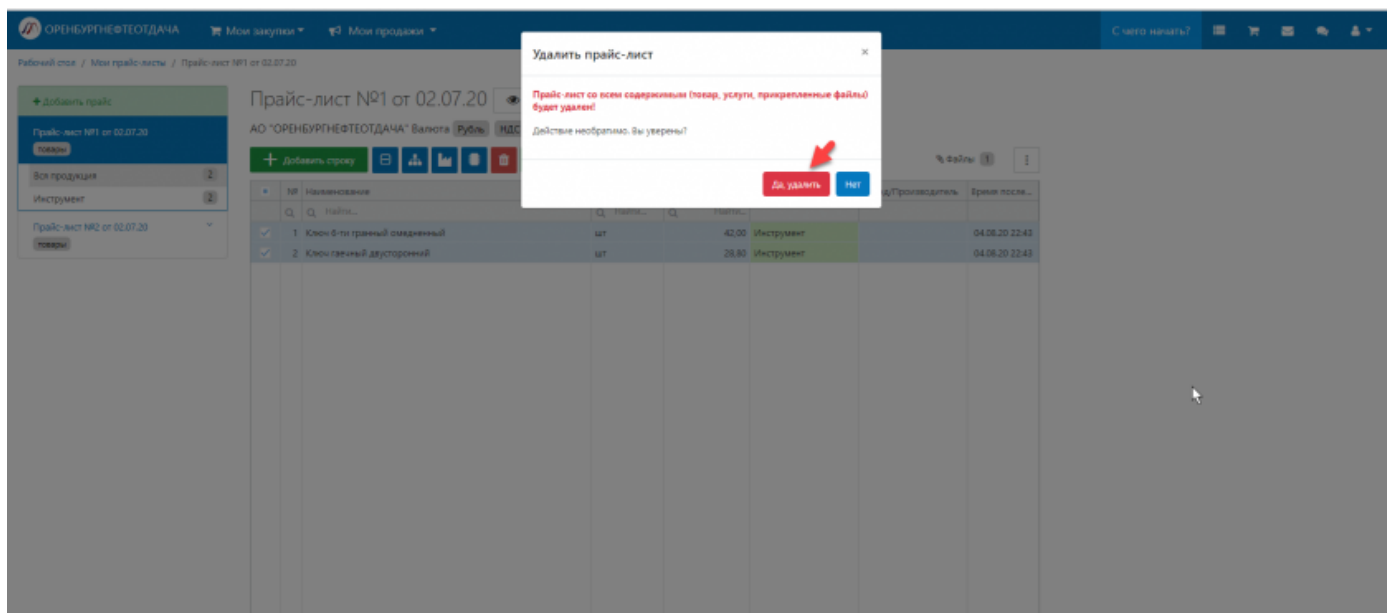 ОРЕНБУРГНЕФТЕОТДАЧА Мои закупки Мои продажи С чего начать?
Рабочий стол / Мои прайс-листы / Прайс-лист №1 от 02.07.20
Удалить прайс-лист ×
Прайс-лист со всем содержимым (товар, услуги, прикрепленные файлы)
будет удален!
Действие необратимо. Вы уверены?
Да, удалить Нет
+ Добавить прайс
Прайс-лист №1 от 02.07.20
товары
Вся продукция 2
Инструмент 2
Прайс-лист №2 от 02.07.20
товары
Прайс-лист №1 от 02.07.20
АО "ОРЕНБУРГНЕФТЕОТДАЧА" Валюта Рубль НДС
+ Добавить строку Файлы 1
№ Наименование д/Производитель Время после...
Найти... Найти... Найти...
1 Ключ 6-ти гранный омедненный шт 42,00 Инструмент 04.08.20 22:43
2 Ключ гаечный двусторонний шт 28,80 Инструмент 04.08.20 22:43